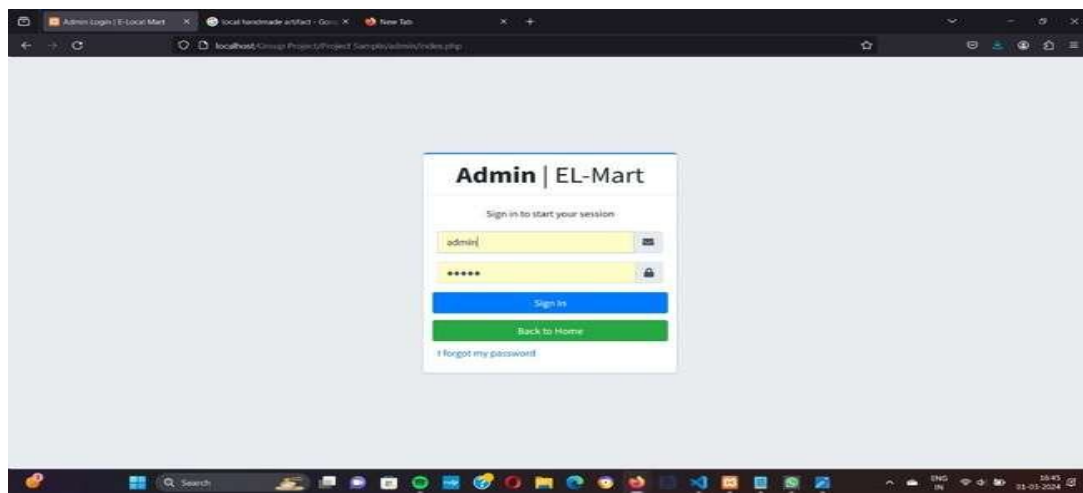 Admin Login | E-Local Mart
local handmade artifact - Goo
New Tab
localhost/Group Project/Project Sample/admin/index.php
Admin | EL-Mart
Sign in to start your session
admin
•••••
Sign In
Back to Home
I forgot my password
Search
ENG
IN
16:45
01-03-2024